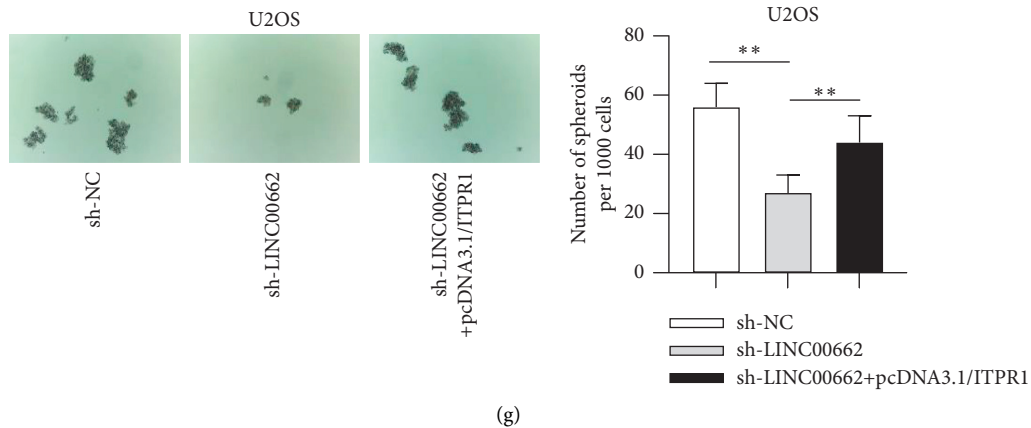 U2OS
sh-NC
sh-LINC00662
sh-LINC00662
+pcDNA3.1/ITPR1
U2OS
Number of spheroids
per 1000 cells
80
60
40
20
0
**
**
sh-NC
sh-LINC00662
sh-LINC00662+pcDNA3.1/ITPR1
(g)